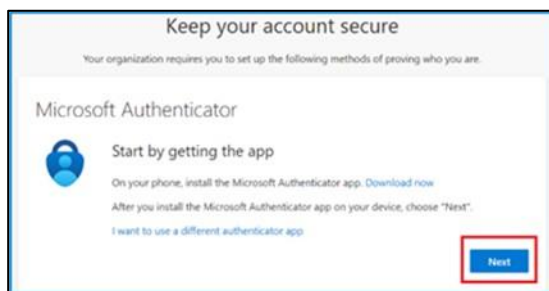 Keep your account secure
Your organization requires you to set up the following methods of proving who you are.
Microsoft Authenticator
Start by getting the app
On your phone, install the Microsoft Authenticator app. Download now
After you install the Microsoft Authenticator app on your device, choose "Next".
I want to use a different authenticator app
Next